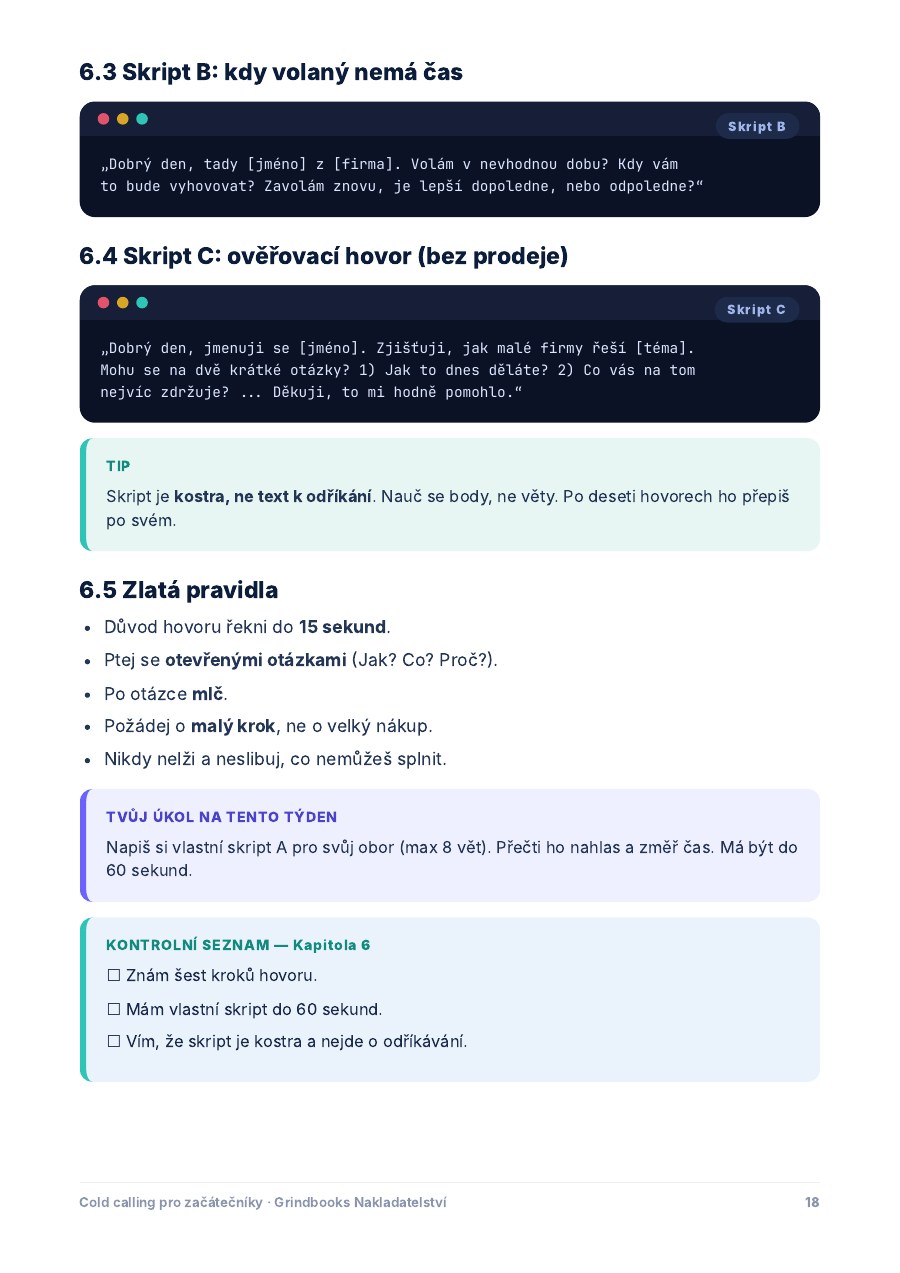 6.3 Skript B: kdy volaný nemá čas
Skript B
„Dobrý den, tady [jméno] z [firma]. Volám v nevhodnou dobu? Kdy vám
to bude vyhovovat? Zavolám znovu, je lepší dopoledne, nebo odpoledne?“
6.4 Skript C: ověřovací hovor (bez prodeje)
Skript C
„Dobrý den, jmenuji se [jméno]. Zjišťuji, jak malé firmy řeší [téma].
Mohu se na dvě krátké otázky? 1) Jak to dnes děláte? 2) Co vás na tom
nejvíc zdržuje? ... Děkuji, to mi hodně pomohlo.“
TIP
Skript je kostra, ne text k odříkání. Nauč se body, ne věty. Po deseti hovorech ho přepiš
po svém.
6.5 Zlatá pravidla
• Důvod hovoru řekni do 15 sekund.
• Ptej se otevřenými otázkami (Jak? Co? Proč?).
• Po otázce mlč.
• Požádej o malý krok, ne o velký nákup.
• Nikdy nelži a neslibuj, co nemůžeš splnit.
TVŮJ ÚKOL NA TENTO TÝDEN
Napiš si vlastní skript A pro svůj obor (max 8 vět). Přečti ho nahlas a změř čas. Má být do
60 sekund.
KONTROLNÍ SEZNAM — Kapitola 6
☐ Znám šest kroků hovoru.
☐ Mám vlastní skript do 60 sekund.
☐ Vím, že skript je kostra a nejde o odříkávání.
Cold calling pro začátečníky · Grindbooks Nakladatelství
18